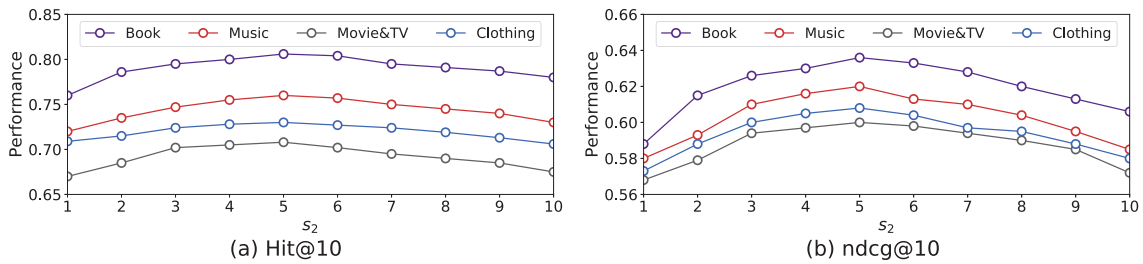 Book Music Movie&TV Clothing
Performance
0.85
0.80
0.75
0.70
0.65
1 2 3 4 5 6 7 8 9 10
s₂
(a) Hit@10
Book Music Movie&TV Clothing
Performance
0.66
0.64
0.62
0.60
0.58
0.56
1 2 3 4 5 6 7 8 9 10
s₂
(b) ndcg@10